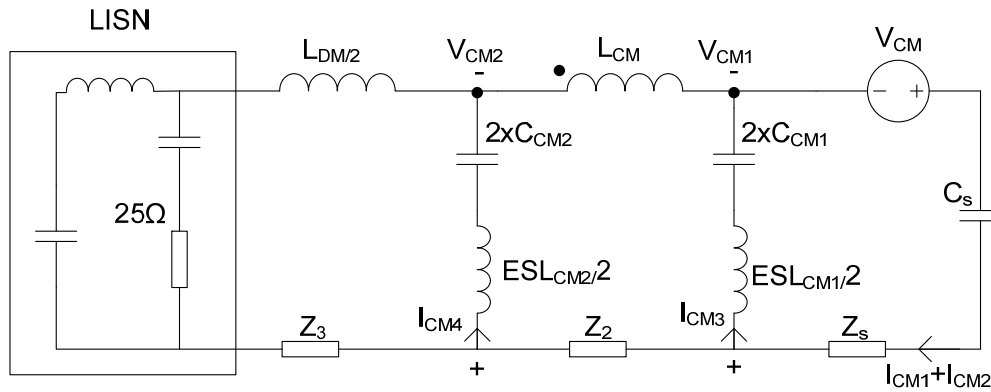 LISN
L_DM/2
V_CM2
-
L_CM
V_CM1
-
V_CM
- +
2xC_CM2
2xC_CM1
C_s
25Ω
ESL_CM2/2
ESL_CM1/2
I_CM4
Z_3
Z_2
I_CM3
Z_s
+
+
I_CM1+I_CM2